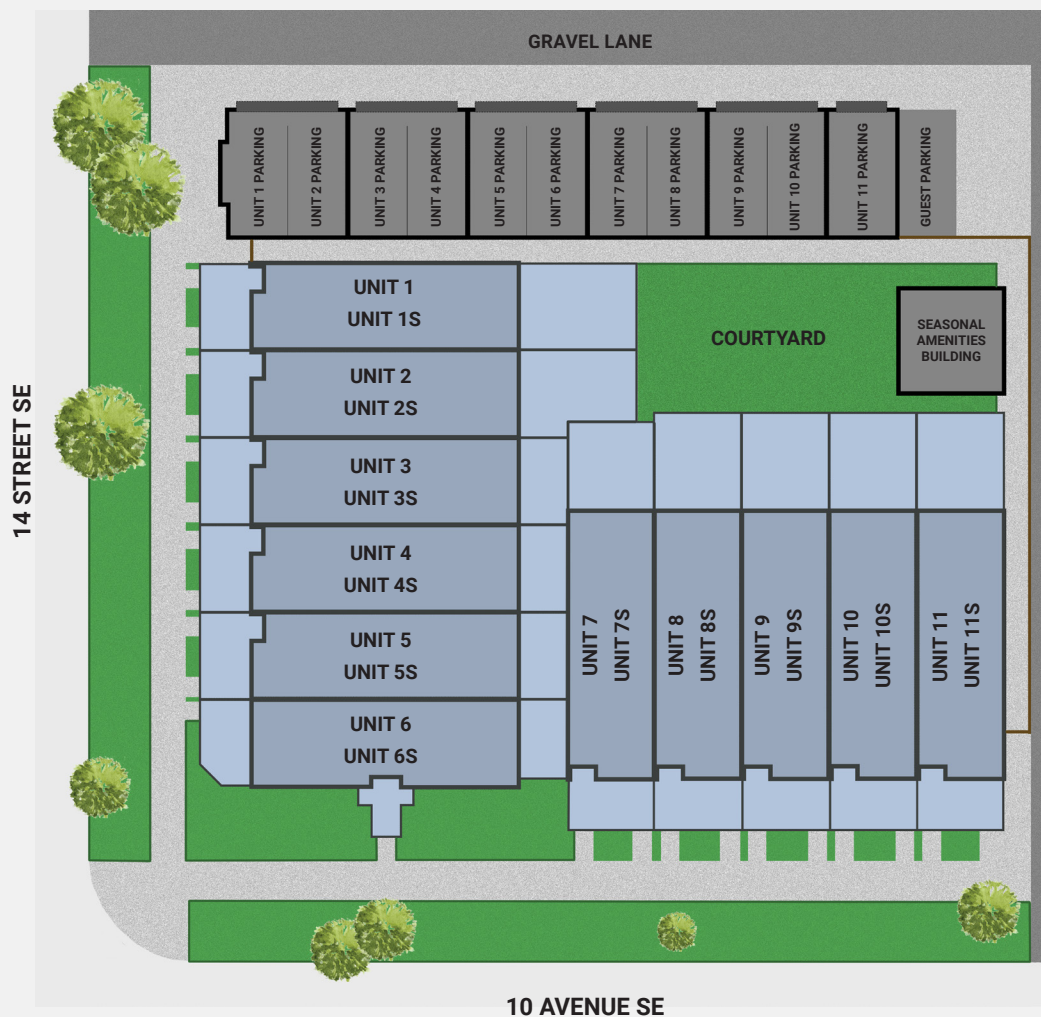 GRAVEL LANE
UNIT 1 PARKING
UNIT 2 PARKING
UNIT 3 PARKING
UNIT 4 PARKING
UNIT 5 PARKING
UNIT 6 PARKING
UNIT 7 PARKING
UNIT 8 PARKING
UNIT 9 PARKING
UNIT 10 PARKING
UNIT 11 PARKING
GUEST PARKING
UNIT 1
UNIT 1S
COURTYARD
SEASONAL
AMENITIES
BUILDING
UNIT 2
UNIT 2S
14 STREET SE
UNIT 3
UNIT 3S
UNIT 4
UNIT 4S
UNIT 5
UNIT 5S
UNIT 6
UNIT 6S
UNIT 7
UNIT 7S
UNIT 8
UNIT 8S
UNIT 9
UNIT 9S
UNIT 10
UNIT 10S
UNIT 11
UNIT 11S
10 AVENUE SE